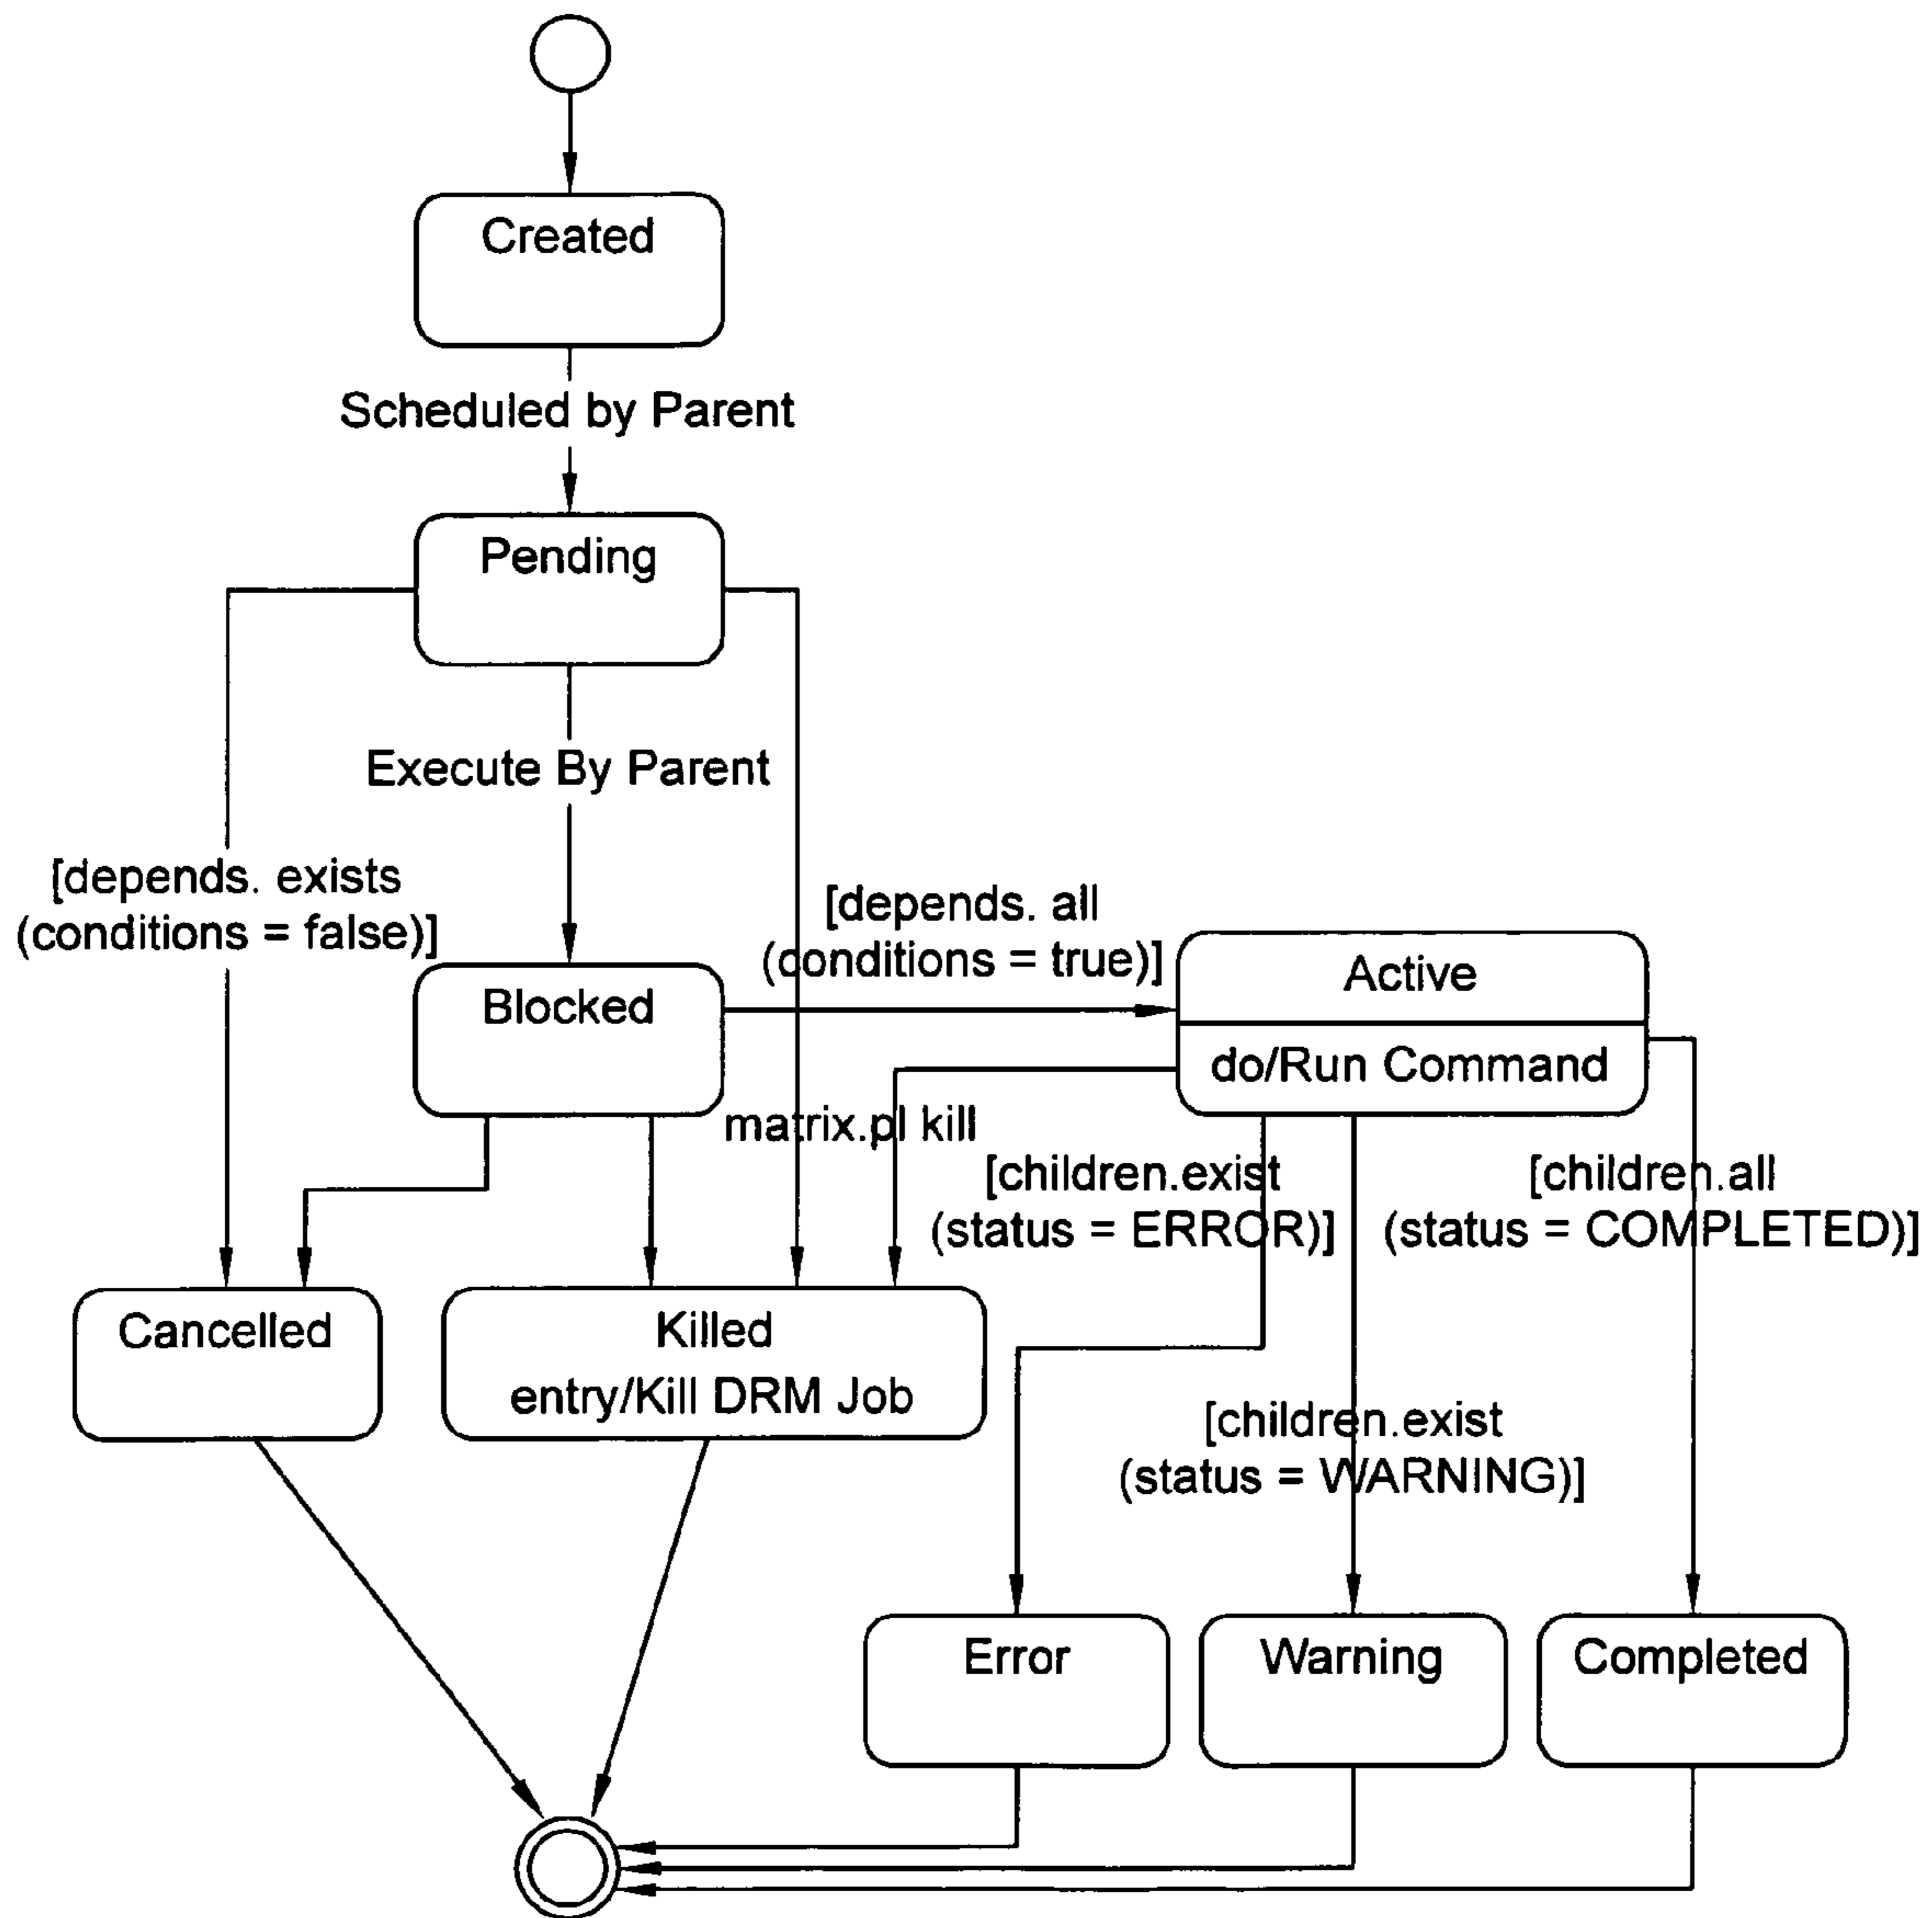 Created
Scheduled by Parent
Pending
Execute By Parent
[depends. exists
(conditions = false)]
[depends. all
(conditions = true)]
Blocked
Active
do/Run Command
matrix.pl kill
[children.exist
(status = ERROR)]
[children.all
(status = COMPLETED)]
Cancelled
Killed
entry/Kill DRM Job
[children.exist
(status = WARNING)]
Error
Warning
Completed